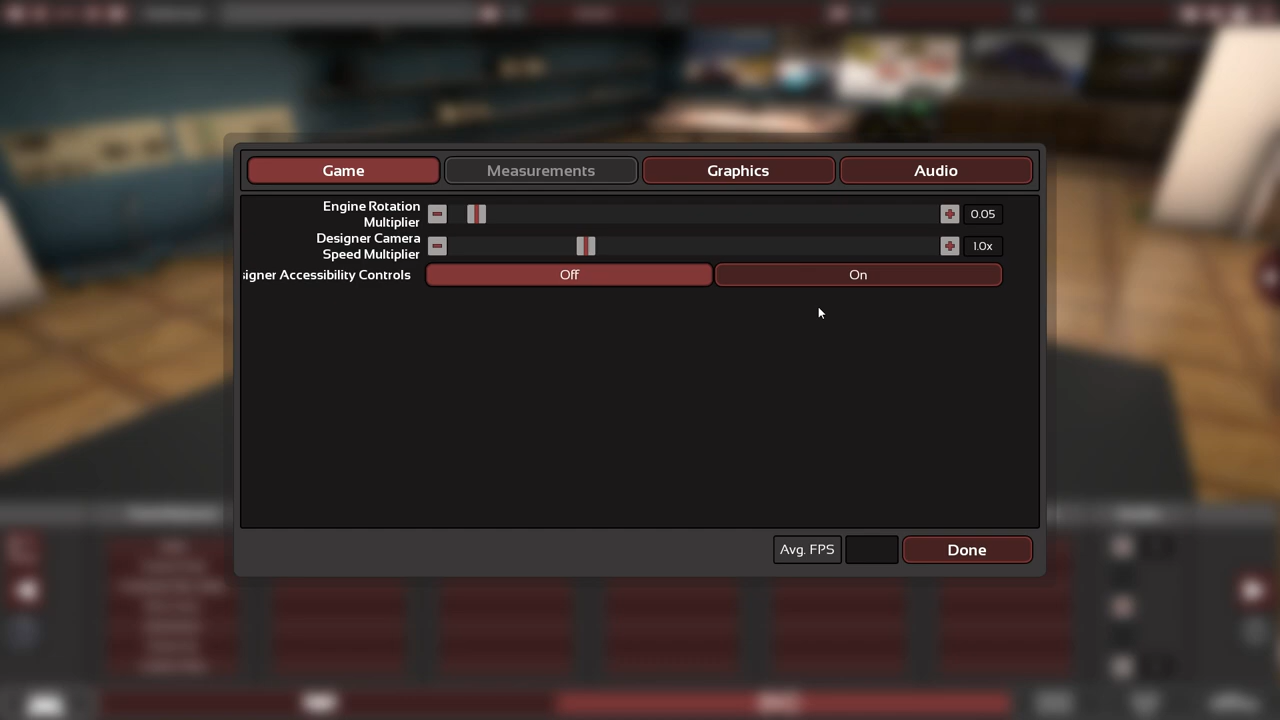 Game
Measurements
Graphics
Audio
Engine Rotation
Multiplier
0.05
Designer Camera
Speed Multiplier
1.0x
igner Accessibility Controls
Off
On
Avg. FPS
Done